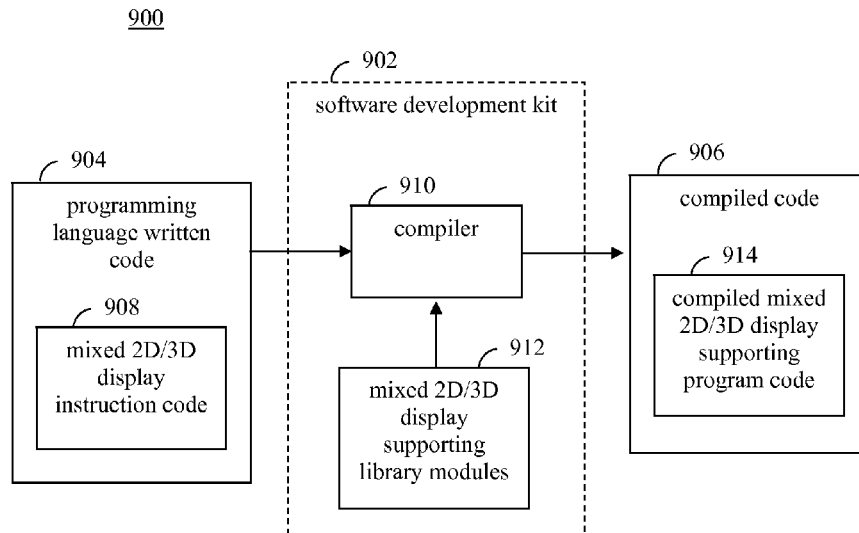 900
902
software development kit
904
programming
language written
code
908
mixed 2D/3D
display
instruction code
910
compiler
912
mixed 2D/3D
display
supporting
library modules
906
compiled code
914
compiled mixed
2D/3D display
supporting
program code